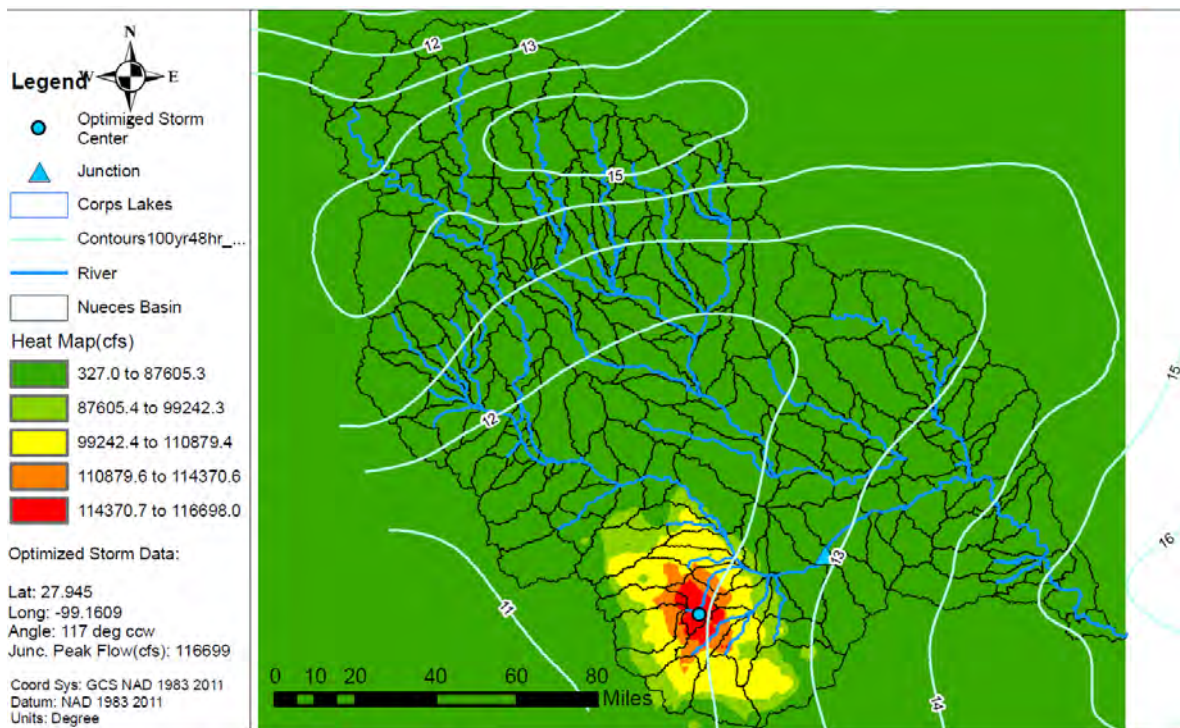 N
Legend
W
E
S
Optimized Storm
Center
Junction
Corps Lakes
Contours100yr48hr_...
River
Nueces Basin
Heat Map(cfs)
327.0 to 87605.3
87605.4 to 99242.3
99242.4 to 110879.4
110879.6 to 114370.6
114370.7 to 116698.0
Optimized Storm Data:
Lat: 27.945
Long: -99.1609
Angle: 117 deg ccw
Junc. Peak Flow(cfs): 116699
Coord Sys: GCS NAD 1983 2011
Datum: NAD 1983 2011
Units: Degree
12
13
15
15
12
16
13
11
14
0 10 20 40 60 80
Miles